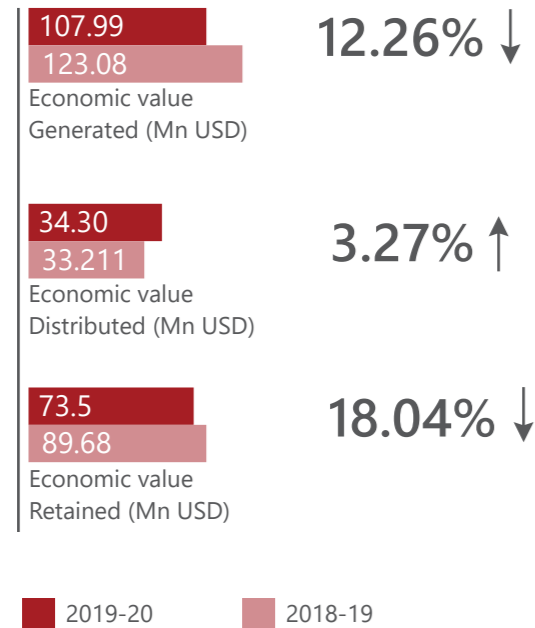 107.99
12.26% ↓
123.08
Economic value
Generated (Mn USD)
34.30
3.27% ↑
33.211
Economic value
Distributed (Mn USD)
73.5
18.04% ↓
89.68
Economic value
Retained (Mn USD)
2019-20
2018-19